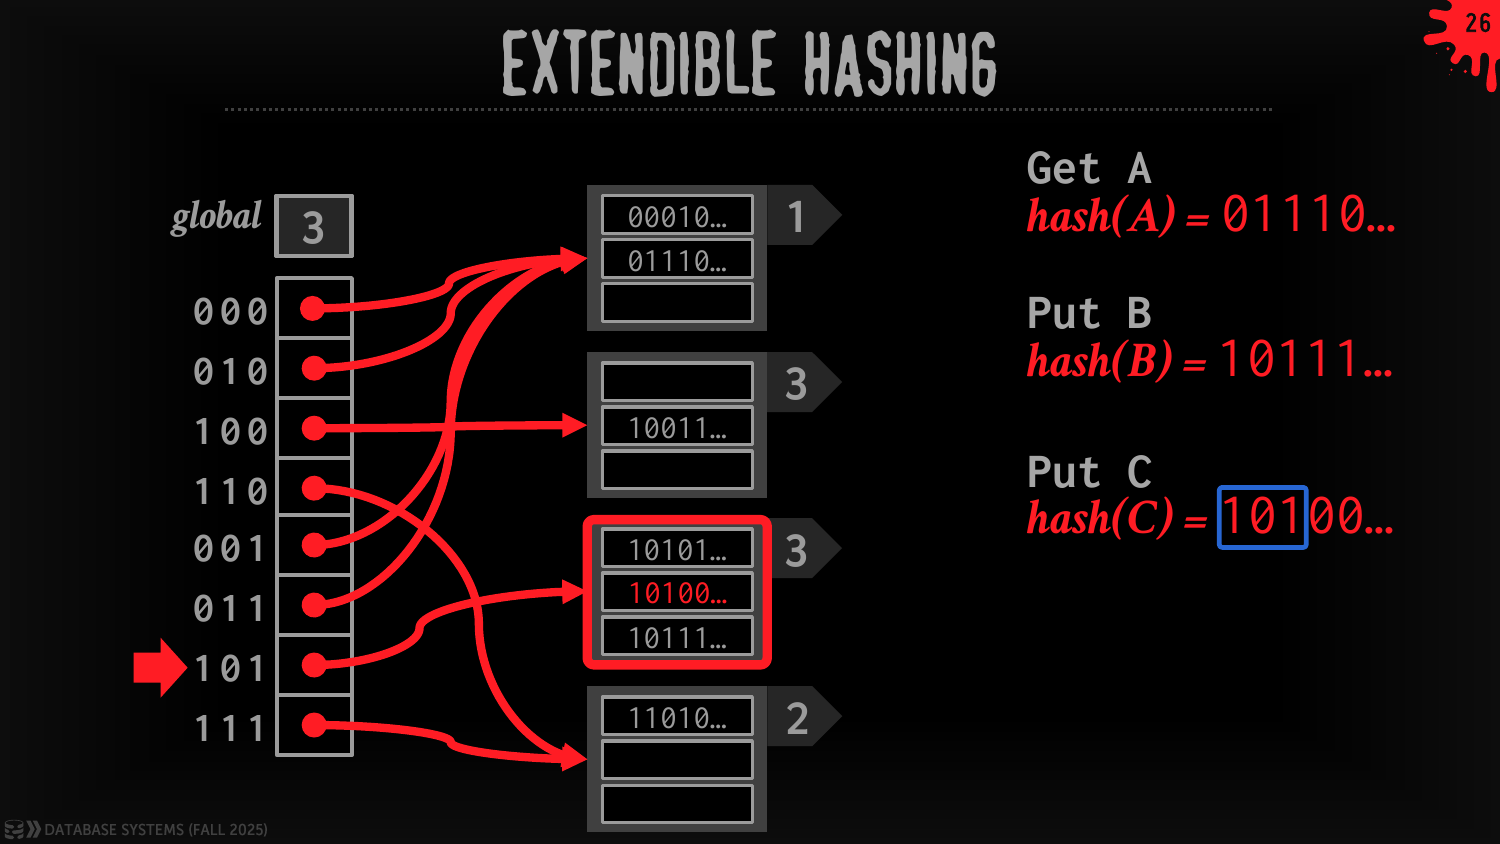 EXTENDIBLE HASHING
26
global 3
000
010
100
110
001
011
101
111
00010…
01110…
1
10011…
3
10101…
10100…
10111…
3
11010…
2
Get A
hash(A) = 01110…
Put B
hash(B) = 10111…
Put C
hash(C) = 10100…
DATABASE SYSTEMS (FALL 2025)